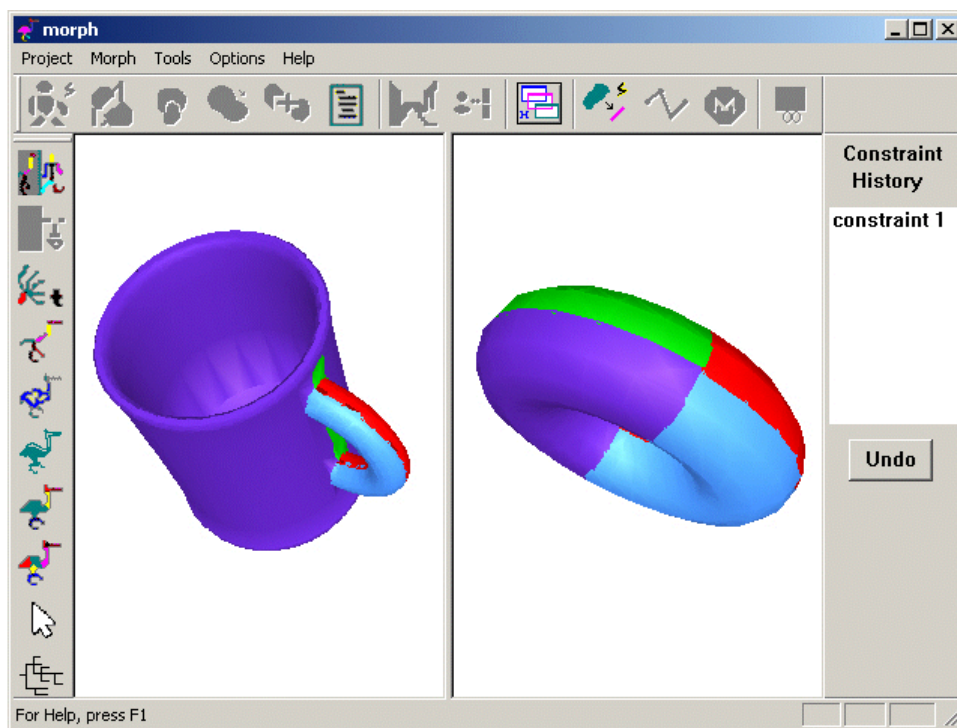 morph
Project Morph Tools Options Help
Constraint
History
constraint 1
Undo
For Help, press F1